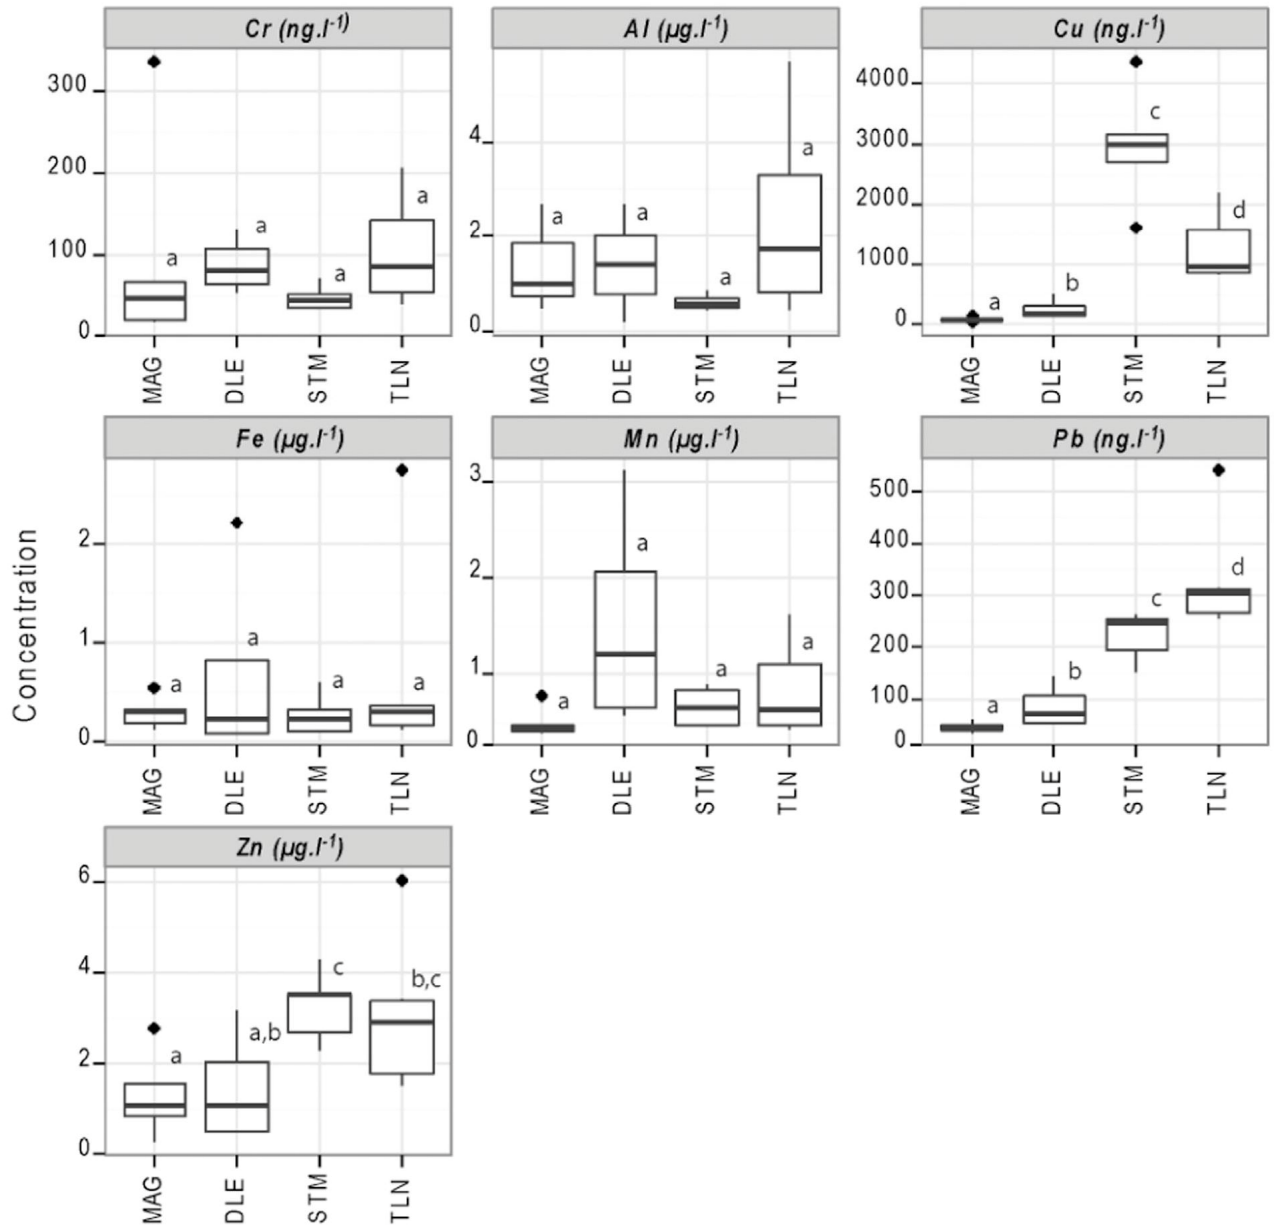 Cr (ng.l⁻¹) Al (µg.l⁻¹) Cu (ng.l⁻¹)
300
200
100
0
a a a a
MAG DLE STM TLN
4
2
0
a a a a
MAG DLE STM TLN
4000
3000
2000
1000
0
a b c d
MAG DLE STM TLN
Fe (µg.l⁻¹) Mn (µg.l⁻¹) Pb (ng.l⁻¹)
Concentration
2
1
0
a a a a
MAG DLE STM TLN
3
2
1
0
a a a a
MAG DLE STM TLN
500
400
300
200
100
0
a b c d
MAG DLE STM TLN
Zn (µg.l⁻¹)
6
4
2
0
a a,b c b,c
MAG DLE STM TLN